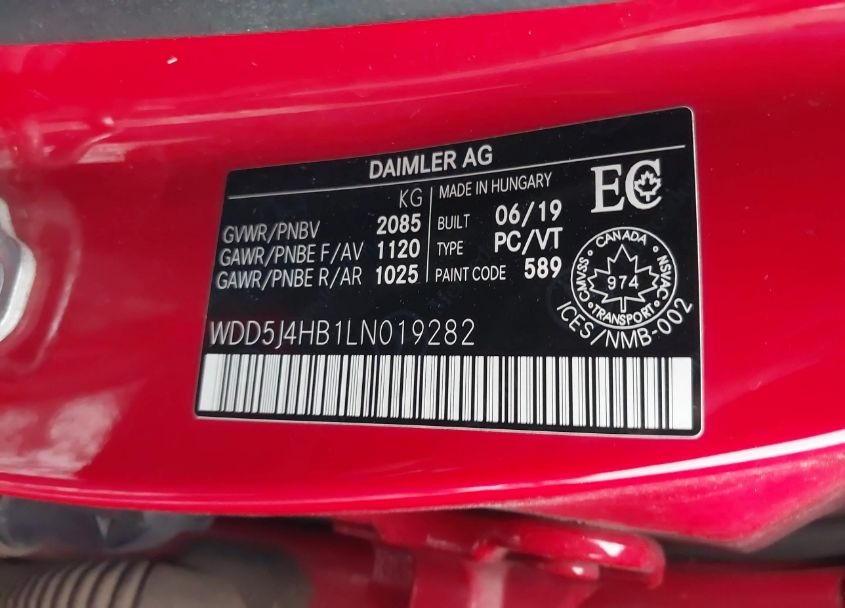 DAIMLER AG
KG
GVWR/PNBV 2085
GAWR/PNBE F/AV 1120
GAWR/PNBE R/AR 1025
MADE IN HUNGARY
BUILT 06/19
TYPE PC/VT
PAINT CODE 589
EC
CANADA
CMVSS
974
NSVAC
TRANSPORT
ICES/NMB-002
WDD5J4HB1LN019282